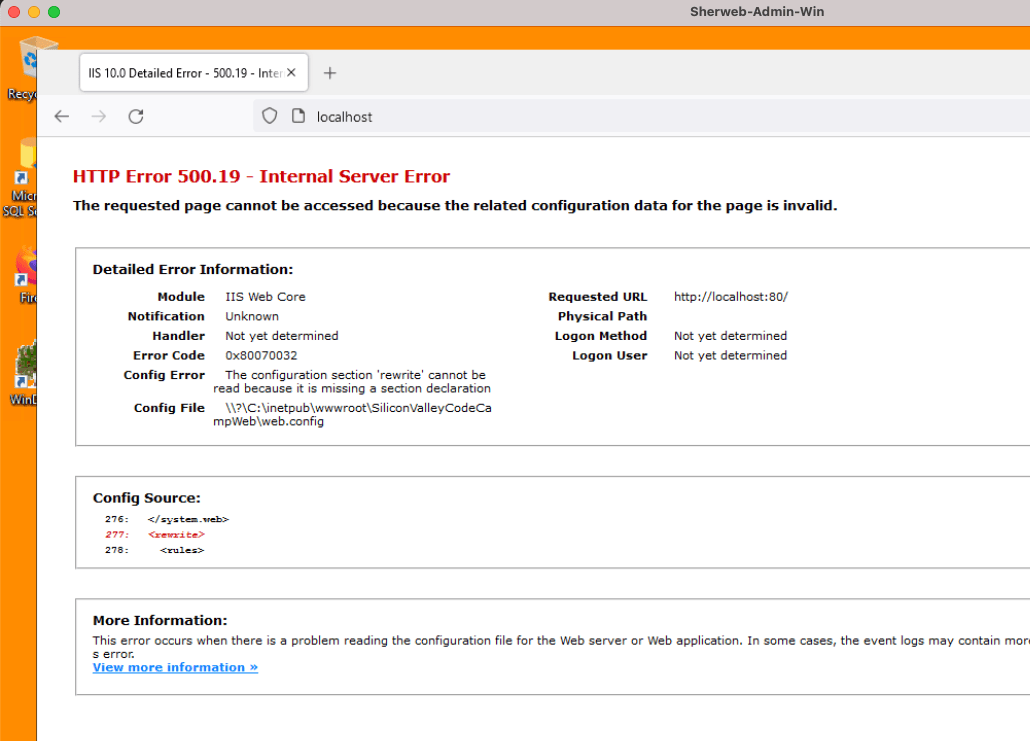 Sherweb-Admin-Win
IIS 10.0 Detailed Error - 500.19 - Inter
localhost
HTTP Error 500.19 - Internal Server Error
The requested page cannot be accessed because the related configuration data for the page is invalid.
Detailed Error Information:
Module IIS Web Core
Notification Unknown
Handler Not yet determined
Error Code 0x80070032
Config Error The configuration section 'rewrite' cannot be
read because it is missing a section declaration
Config File \\?\C:\inetpub\wwwroot\SiliconValleyCodeCa
mpWeb\web.config
Requested URL http://localhost:80/
Physical Path
Logon Method Not yet determined
Logon User Not yet determined
Config Source:
276: </system.web>
277: <rewrite>
278: <rules>
More Information:
This error occurs when there is a problem reading the configuration file for the Web server or Web application. In some cases, the event logs may contain more
s error.
View more information »
Recy
Micr
SQL Se
Fire
WinD